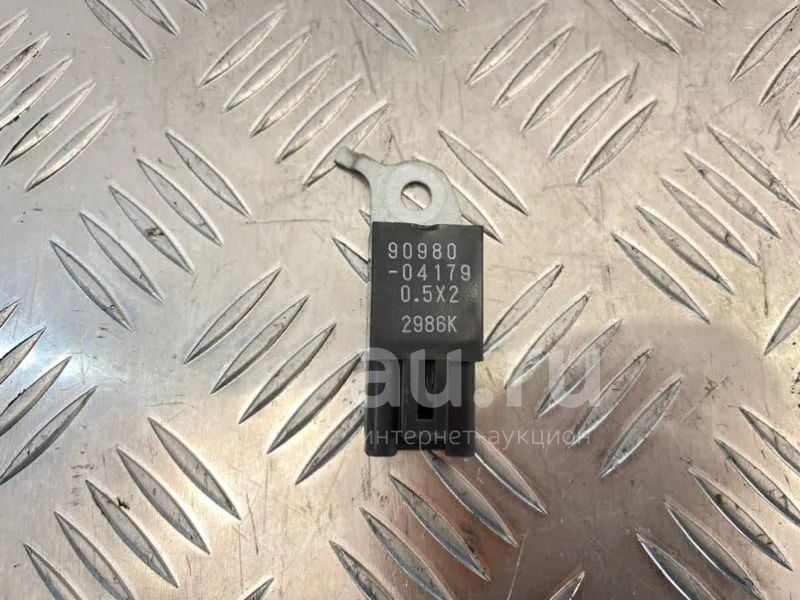 90980
-04179
0.5X2
2986K
au.ru
интернет-аукцион